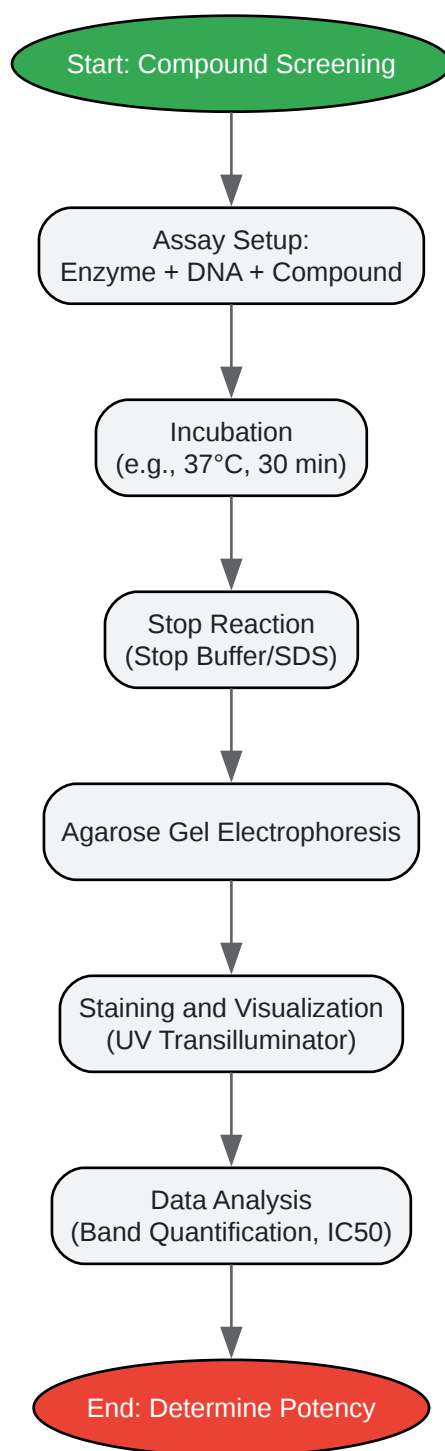 Start: Compound Screening
Assay Setup:
Enzyme + DNA + Compound
Incubation
(e.g., 37°C, 30 min)
Stop Reaction
(Stop Buffer/SDS)
Agarose Gel Electrophoresis
Staining and Visualization
(UV Transilluminator)
Data Analysis
(Band Quantification, IC50)
End: Determine Potency